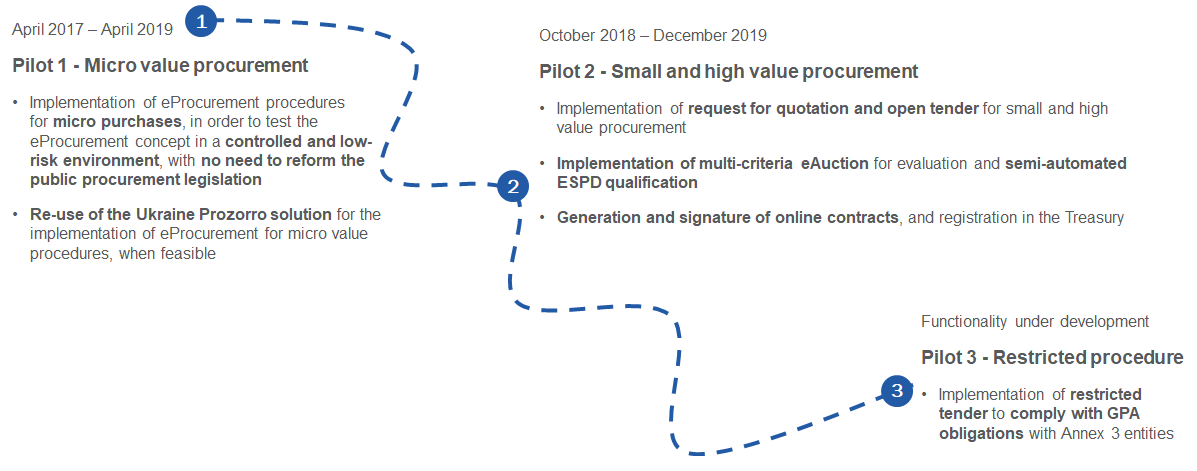 1
April 2017 – April 2019
Pilot 1 - Micro value procurement
• Implementation of eProcurement procedures
for micro purchases, in order to test the
eProcurement concept in a controlled and low-
risk environment, with no need to reform the
public procurement legislation
• Re-use of the Ukraine Prozorro solution for the
implementation of eProcurement for micro value
procedures, when feasible
2
October 2018 – December 2019
Pilot 2 - Small and high value procurement
• Implementation of request for quotation and open tender for small and high
value procurement
• Implementation of multi-criteria eAuction for evaluation and semi-automated
ESPD qualification
• Generation and signature of online contracts, and registration in the Treasury
3
Functionality under development
Pilot 3 - Restricted procedure
• Implementation of restricted
tender to comply with GPA
obligations with Annex 3 entities